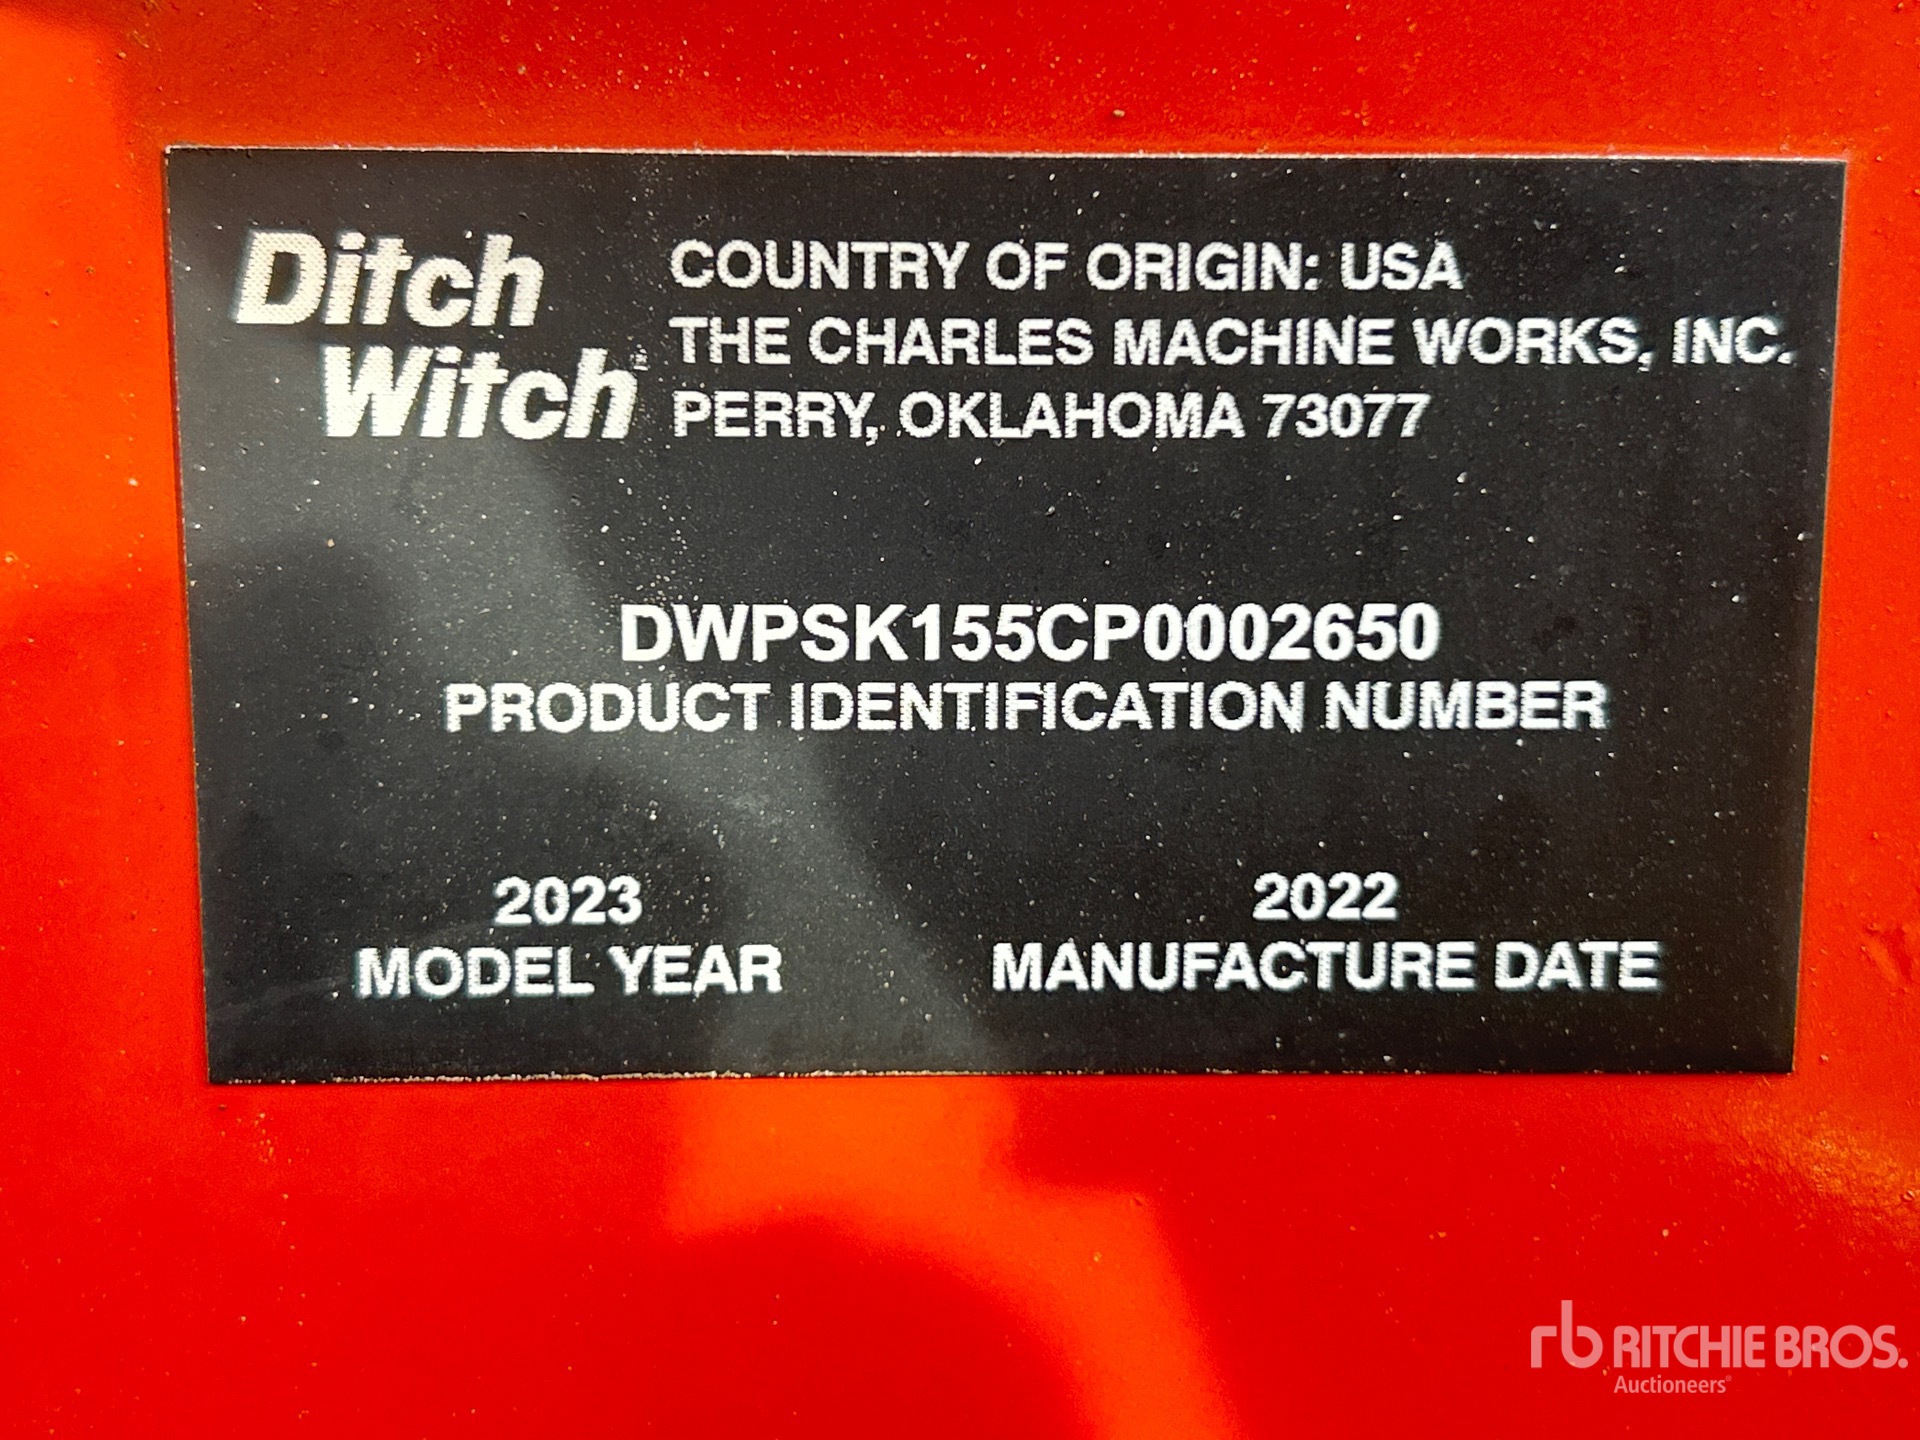 Ditch
Witch
COUNTRY OF ORIGIN: USA
THE CHARLES MACHINE WORKS, INC.
PERRY, OKLAHOMA 73077
DWPSK155CP0002650
PRODUCT IDENTIFICATION NUMBER
2023
MODEL YEAR
2022
MANUFACTURE DATE
rb RITCHIE BROS.
Auctioneers®